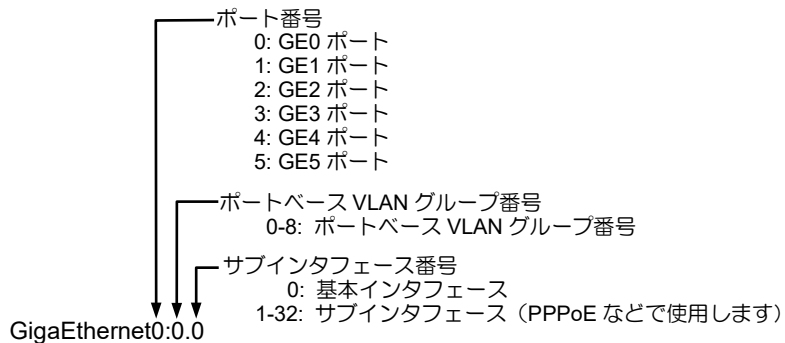 ポート番号
0: GE0 ポート
1: GE1 ポート
2: GE2 ポート
3: GE3 ポート
4: GE4 ポート
5: GE5 ポート
ポートベース VLAN グループ番号
0-8: ポートベース VLAN グループ番号
サブインタフェース番号
0: 基本インタフェース
1-32: サブインタフェース（PPPoE などで使用します）
GigaEthernet0:0.0